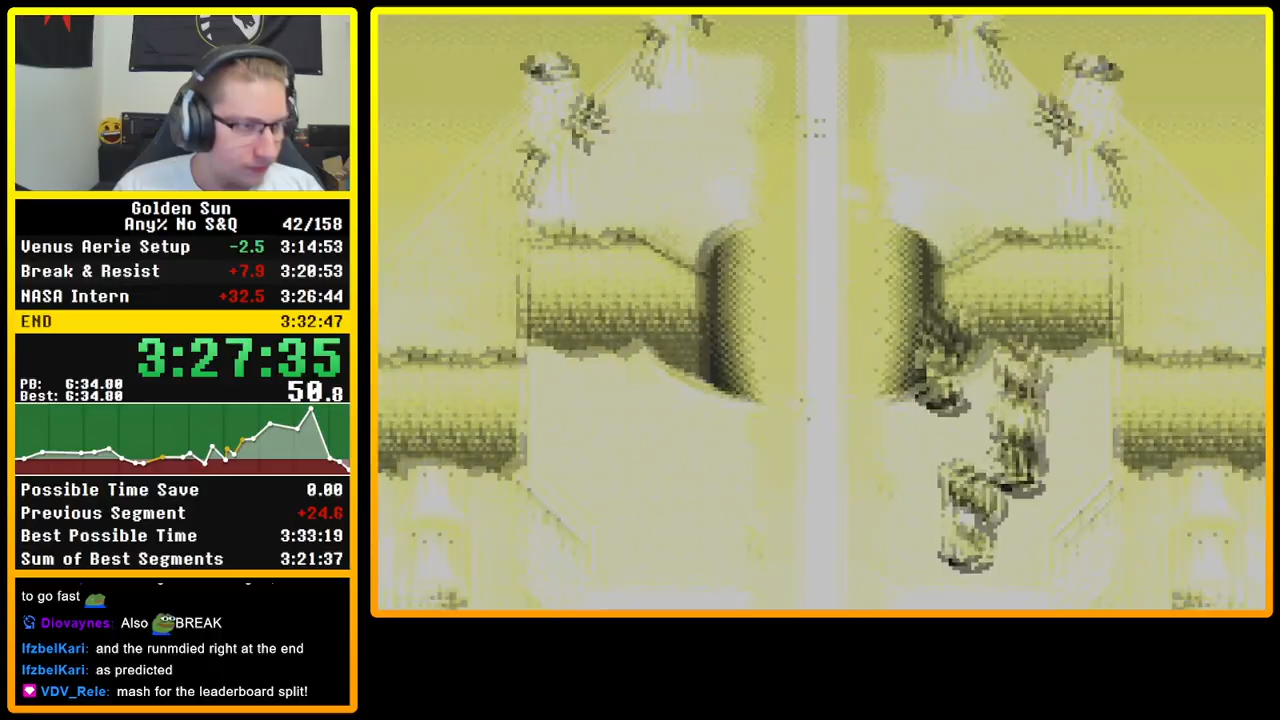 Golden Sun
Any% No S&Q 42/158
Venus Aerie Setup -2.5 3:14:53
Break & Resist +7.9 3:20:53
NASA Intern +32.5 3:26:44
END 3:32:47
3:27:35
PB: 6:34.80
Best: 6:34.80
50.8
Possible Time Save 0.00
Previous Segment +24.6
Best Possible Time 3:33:19
Sum of Best Segments 3:21:37
to go fast
Diovaynes: Also BREAK
IfzbelKari: and the runmdied right at the end
IfzbelKari: as predicted
VDV_Rele: mash for the leaderboard split!